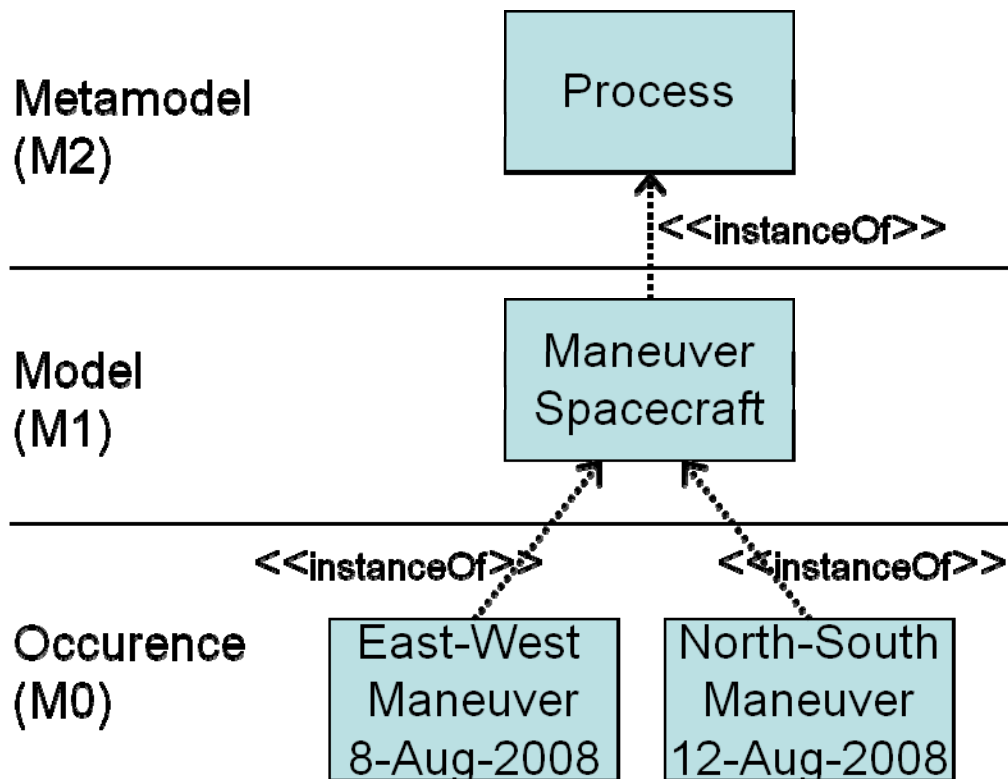 Metamodel
(M2)
Process
<<instanceOf>>
Model
(M1)
Maneuver
Spacecraft
<<instanceOf>>
<<instanceOf>>
Occurence
(M0)
East-West
Maneuver
8-Aug-2008
North-South
Maneuver
12-Aug-2008